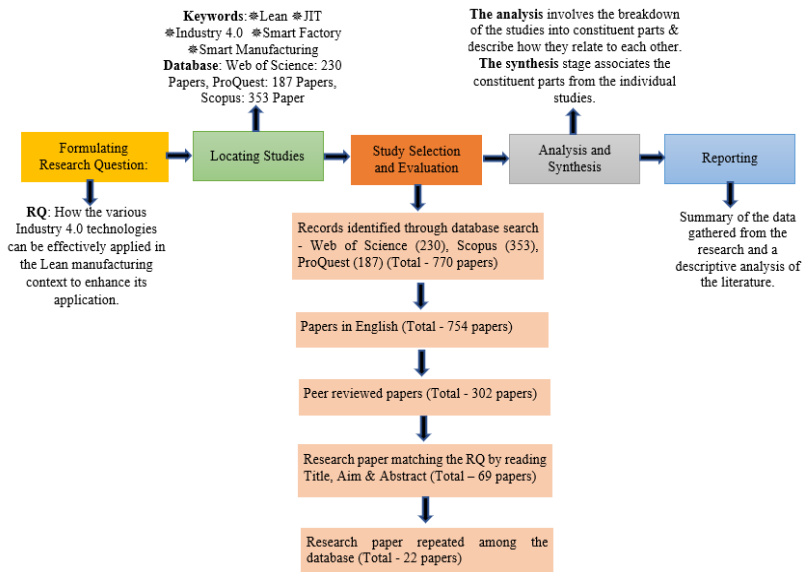 Keywords: ✵Lean ✵JIT
✵Industry 4.0 ✵Smart Factory
✵Smart Manufacturing
Database: Web of Science: 230
Papers, ProQuest: 187 Papers,
Scopus: 353 Paper
The analysis involves the breakdown
of the studies into constituent parts &
describe how they relate to each other.
The synthesis stage associates the
constituent parts from the individual
studies.
Formulating
Research Question:
Locating Studies
Study Selection
and Evaluation
Analysis and
Synthesis
Reporting
RQ: How the various
Industry 4.0 technologies
can be effectively applied in
the Lean manufacturing
context to enhance its
application.
Records identified through database search
- Web of Science (230), Scopus (353),
ProQuest (187) (Total - 770 papers)
Summary of the data
gathered from the
research and a
descriptive analysis of
the literature.
Papers in English (Total - 754 papers)
Peer reviewed papers (Total - 302 papers)
Research paper matching the RQ by reading
Title, Aim & Abstract (Total – 69 papers)
Research paper repeated among the
database (Total - 22 papers)